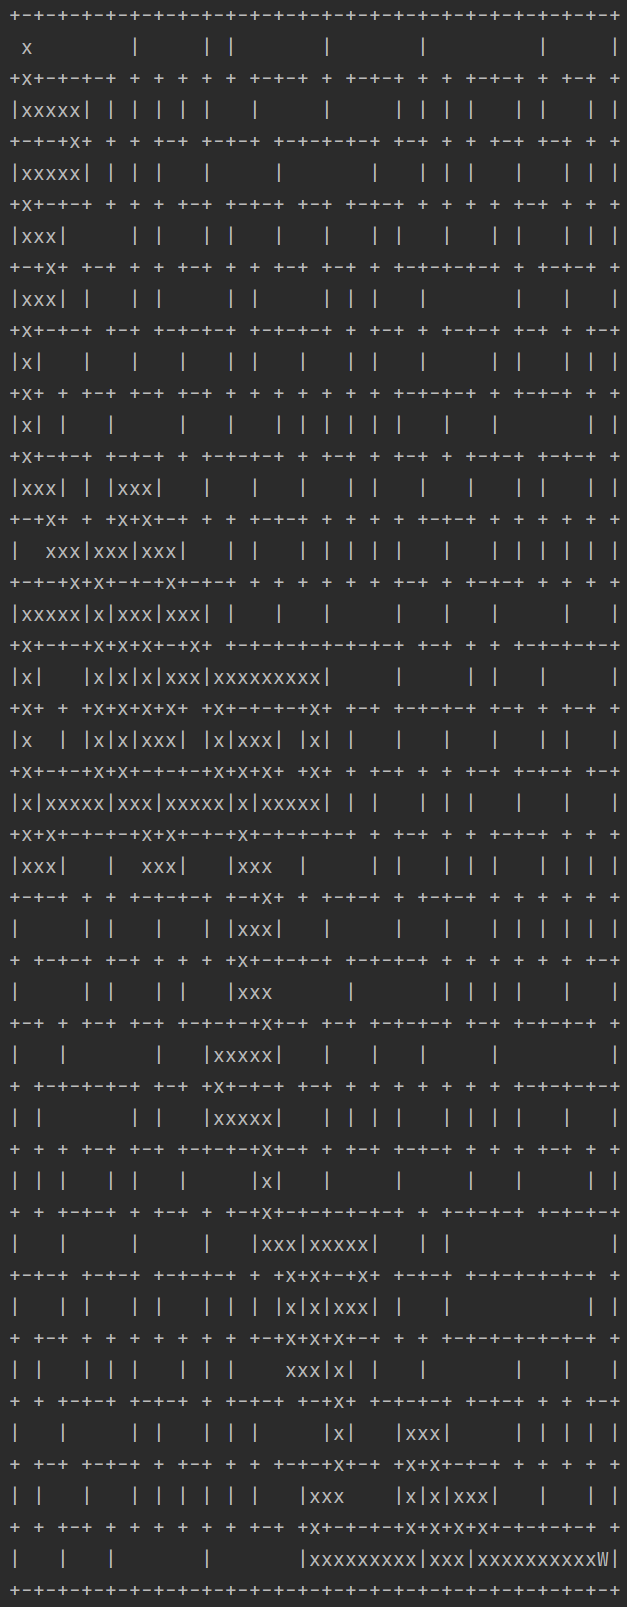 +-+-+-+-+-+-+-+-+-+-+-+-+-+-+-+-+-+-+-+-+-+-+-+-+-+
 x        |     | |       |       |         |     |
+x+-+-+-+ + + + + + +-+-+ + +-+-+-+ + +-+-+ + +-+ +
|xxxxx| | | | | |   |     |     | | | |   | |   | |
+-+-+x+ + + +-+ +-+-+ +-+-+-+-+ +-+ + +-+ + +-+ + +
|xxxxx| | | |   |     |       |   | | |   |   | | |
+x+-+-+ + + + +-+ +-+-+ +-+ +-+-+ + + + + +-+ + + +
|xxx|     | |   | |   |   |   | |   |   | |   | | |
+-+x+ +-+ + +-+ + + +-+ +-+ + +-+-+-+ +-+ + +-+-+ +
|xxx| |   | |     | |     | | |   |       |   |   |
+x+-+-+ +-+ +-+-+-+ +-+-+ + +-+ + +-+ +-+-+ + + +-+
|x|   |   |   |   | |   |   | |   |     | |   | | |
+x+ + +-+ +-+ +-+ + + + + + + + +-+-+-+ + +-+-+ + +
|x| |   |     |   |   | | | | | |   |   |       | |
+x+-+-+ +-+-+ + +-+-+-+ + +-+ +-+ + +-+-+ + +-+-+ +
|xxx| | |xxx|   |   |   |   | |   |   |   | |   | |
+-+x+ + +x+x+-+ + + +-+-+ + + + + +-+-+ +-+ + + + +
|  xxx|xxx|xxx|   | |   | | | | |   |   | | | | | |
+-+-+x+x+-+-+x+-+-+ + + + + + + +-+ + +-+-+ + + + +
|xxxxx|x|xxx|xxx| |   |   |     |   |   |     |   |
+x+-+-+x+x+x+-+x+ +-+-+-+-+-+-+-+ +-+ + + +-+-+-+-+
|x|   |x|x|x|xxx|xxxxxxxxx|     |     | |   |     |
+x+ + +x+x+x+x+ +x+-+-+-+x+ +-+ +-+-+-+ +-+ + +-+ +
|x  | |x|x|xxx| |x|xxx| |x| |   |   |   |   | |   |
+x+-+-+x+x+-+-+-+x+x+x+ +x+ +-+-+ + + +-+ +-+-+ +-+
|x|xxxxx|xxx|xxxxx|x|xxxxx| | |   | | |   |   |   |
+x+x+-+-+-+x+x+-+-+x+-+-+-+-+ + +-+-+ + +-+-+ + + +
|xxx|   |  xxx|   |xxx  |     | |   | | |   | | | |
+-+-+ + + +-+-+ +-+-+x+ + +-+-+ +-+-+ + +-+ + + + +
|     | |   |   | |xxx|   |     |   |   | | | | | |
+ +-+-+ +-+-+ + + +x+-+-+-+ +-+-+-+ + + + + + + +-+
|     | |   | |   |xxx      |       | | | |   |   |
+-+ + +-+ +-+ +-+-+-+x+-+ +-+ +-+-+-+ +-+ +-+-+-+ +
|   |       |   |xxxxx|   |   |   |     |         |
+ +-+-+-+-+ +-+ +x+-+-+ +-+ + + + + + + + +-+-+-+-+
| |       | |   |xxxxx|   | | | |   | | | |   |   |
+ + + +-+ +-+ +-+-+-+x+-+ + +-+ +-+-+-+ + +-+-+ + +
| | |   | |   |     |x|   |     |     |   |     | |
+ + +-+-+ +-+ + + +-+x+-+-+-+-+-+ + +-+-+ +-+-+-+-+
|   |     |     |   |xxx|xxxxx|   | |             |
+-+-+ +-+-+ +-+-+-+ + +x+x+-+x+ +-+-+ +-+-+-+-+-+ +
|   | |   | |   | | | |x|x|xxx| |   |           | |
+ +-+ + + + + + + + +-+x+x+x+-+ + + +-+-+-+-+-+-+ +
| |   | | |   | | |    xxx|x| |   |       |   |   |
+ + +-+-+ +-+-+ + +-+ +-+-+x+ +-+-+-+ +-+-+ + + +-+
|   |     | |   | | |     |x|   |xxx|     | | | | |
+ +-+ +-+-+ + +-+-+ + +-+-+x+-+ +x+x+-+-+ + + + + +
| |   |   | | | | | |   |xxx    |x|x|xxx|   |   | |
+ + +-+ + + + + + + +-+ +x+-+-+-+x+x+x+x+-+-+-+-+ +
|   |   |       |       |xxxxxxxxx|xxx|xxxxxxxxxxW|
+-+-+-+-+-+-+-+-+-+-+-+-+-+-+-+-+-+-+-+-+-+-+-+-+-+